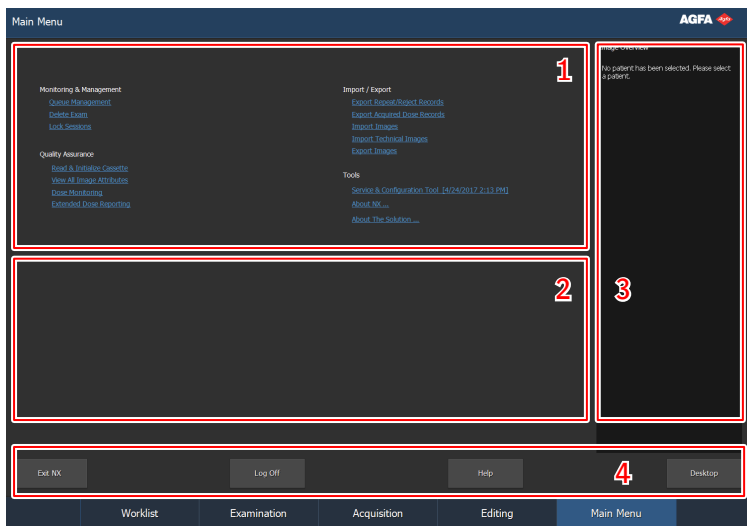 Main Menu
AGFA
Image Overview
No patient has been selected. Please select
a patient.
1
Monitoring & Management
Queue Management
Delete Exam
Lock Sessions
Quality Assurance
Read & Initialize Cassette
View All Image Attributes
Dose Monitoring
Extended Dose Reporting
Import / Export
Export Repeat/Reject Records
Export Acquired Dose Records
Import Images
Import Technical Images
Export Images
Tools
Service & Configuration Tool [4/24/2017 2:13 PM]
About NX ...
About The Solution ...
2
3
4
Exit NX
Log Off
Help
Desktop
Worklist
Examination
Acquisition
Editing
Main Menu